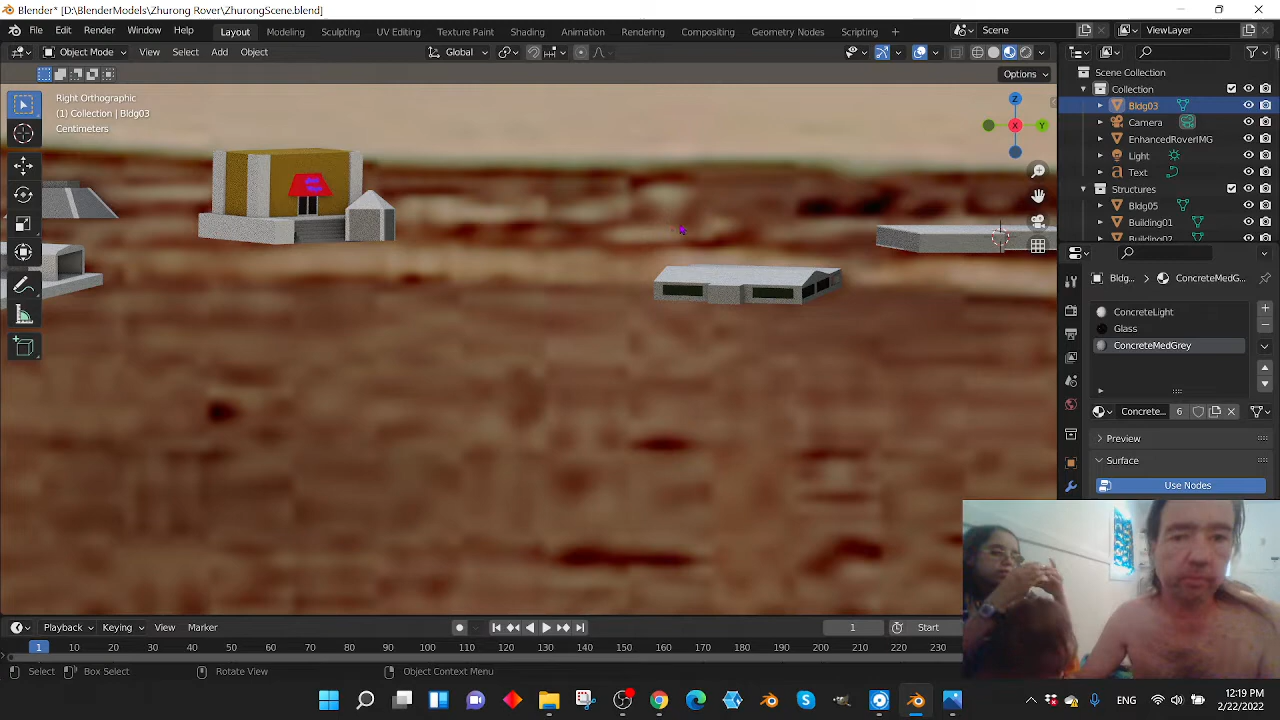 Blender* [D:\BlenderModels\Zhurong Rover\ZhurongScene.blend]
File Edit Render Window Help Layout Modeling Sculpting UV Editing Texture Paint Shading Animation Rendering Compositing Geometry Nodes Scripting + Scene ViewLayer
Object Mode View Select Add Object Global
Options
Right Orthographic
(1) Collection | Bldg03
Centimeters
Z
X
Y
Scene Collection
Collection
Bldg03
Camera
EnhancedRoverIMG
Light
Text
Structures
Bldg05
Building01
Building02
Bldg... ConcreteMedG...
ConcreteLight
Glass
ConcreteMedGrey
Concrete... 6
Preview
Surface
Use Nodes
Playback Keying View Marker 1 Start
1 10 20 30 40 50 60 70 80 90 100 110 120 130 140 150 160 170 180 190 200 210 220 230
Select Box Select Rotate View Object Context Menu
ENG
12:19 PM
2/22/2022